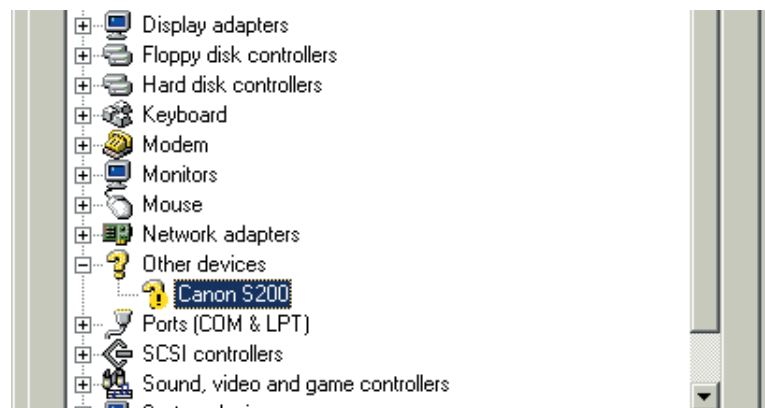 Display adapters
Floppy disk controllers
Hard disk controllers
Keyboard
Modem
Monitors
Mouse
Network adapters
Other devices
Canon S200
Ports (COM & LPT)
SCSI controllers
Sound, video and game controllers